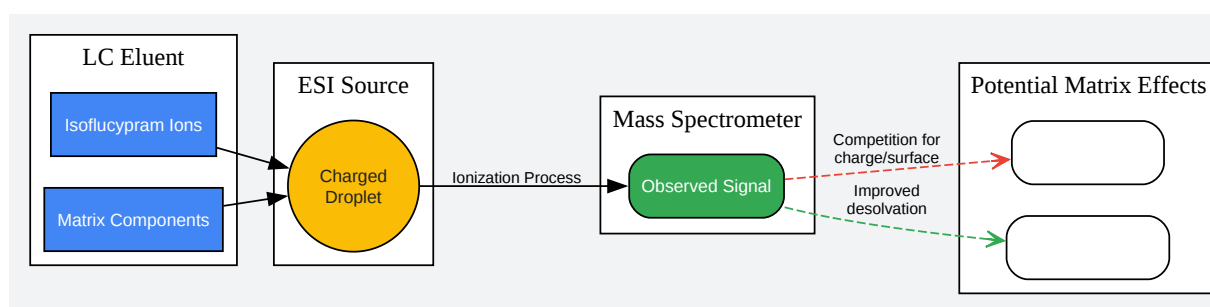 LC Eluent
Isoflucypram Ions
Matrix Components
ESI Source
Charged
Droplet
Ionization Process
Mass Spectrometer
Observed Signal
Competition for
charge/surface
Improved
desolvation
Potential Matrix Effects